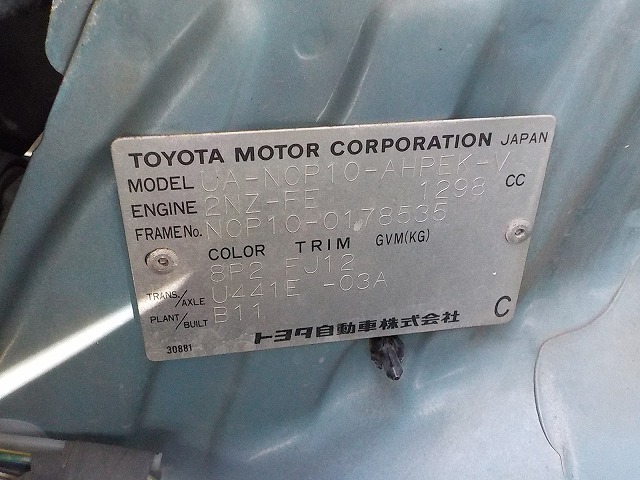 TOYOTA MOTOR CORPORATION JAPAN
MODEL UA-NCP10-AHPEK-V
ENGINE 2NZ-FE 1298 CC
FRAME No. NCP10-0178535
COLOR TRIM GVM(KG)
8P2 FJ12
TRANS./AXLE U441E -03A
PLANT/BUILT B11
トヨタ自動車株式会社 C
30881